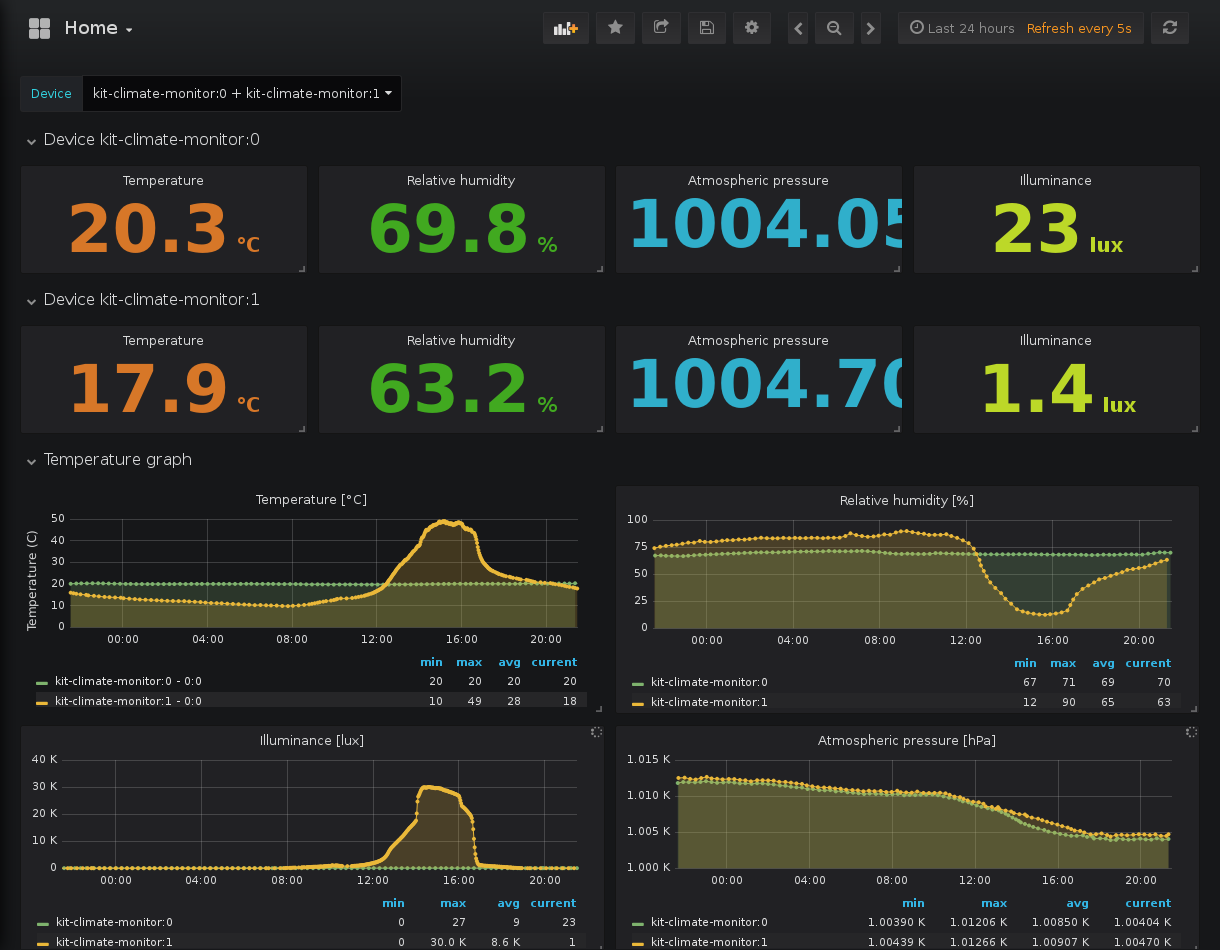 Home
Last 24 hours Refresh every 5s
Device kit-climate-monitor:0 + kit-climate-monitor:1
Device kit-climate-monitor:0
Temperature Relative humidity Atmospheric pressure Illuminance
20.3 °C 69.8 % 1004.05 23 lux
Device kit-climate-monitor:1
Temperature Relative humidity Atmospheric pressure Illuminance
17.9 °C 63.2 % 1004.70 1.4 lux
Temperature graph
Temperature [°C]
Temperature (C)
50
40
30
20
10
0
00:00 04:00 08:00 12:00 16:00 20:00
min max avg current
kit-climate-monitor:0 - 0:0 20 20 20 20
kit-climate-monitor:1 - 0:0 10 49 28 18
Relative humidity [%]
100
75
50
25
0
00:00 04:00 08:00 12:00 16:00 20:00
min max avg current
kit-climate-monitor:0 67 71 69 70
kit-climate-monitor:1 12 90 65 63
Illuminance [lux]
40 K
30 K
20 K
10 K
0
00:00 04:00 08:00 12:00 16:00 20:00
min max avg current
kit-climate-monitor:0 0 27 9 23
kit-climate-monitor:1 0 30.0 K 8.6 K 1
Atmospheric pressure [hPa]
1.015 K
1.010 K
1.005 K
1.000 K
00:00 04:00 08:00 12:00 16:00 20:00
min max avg current
kit-climate-monitor:0 1.00390 K 1.01206 K 1.00850 K 1.00404 K
kit-climate-monitor:1 1.00439 K 1.01266 K 1.00907 K 1.00470 K